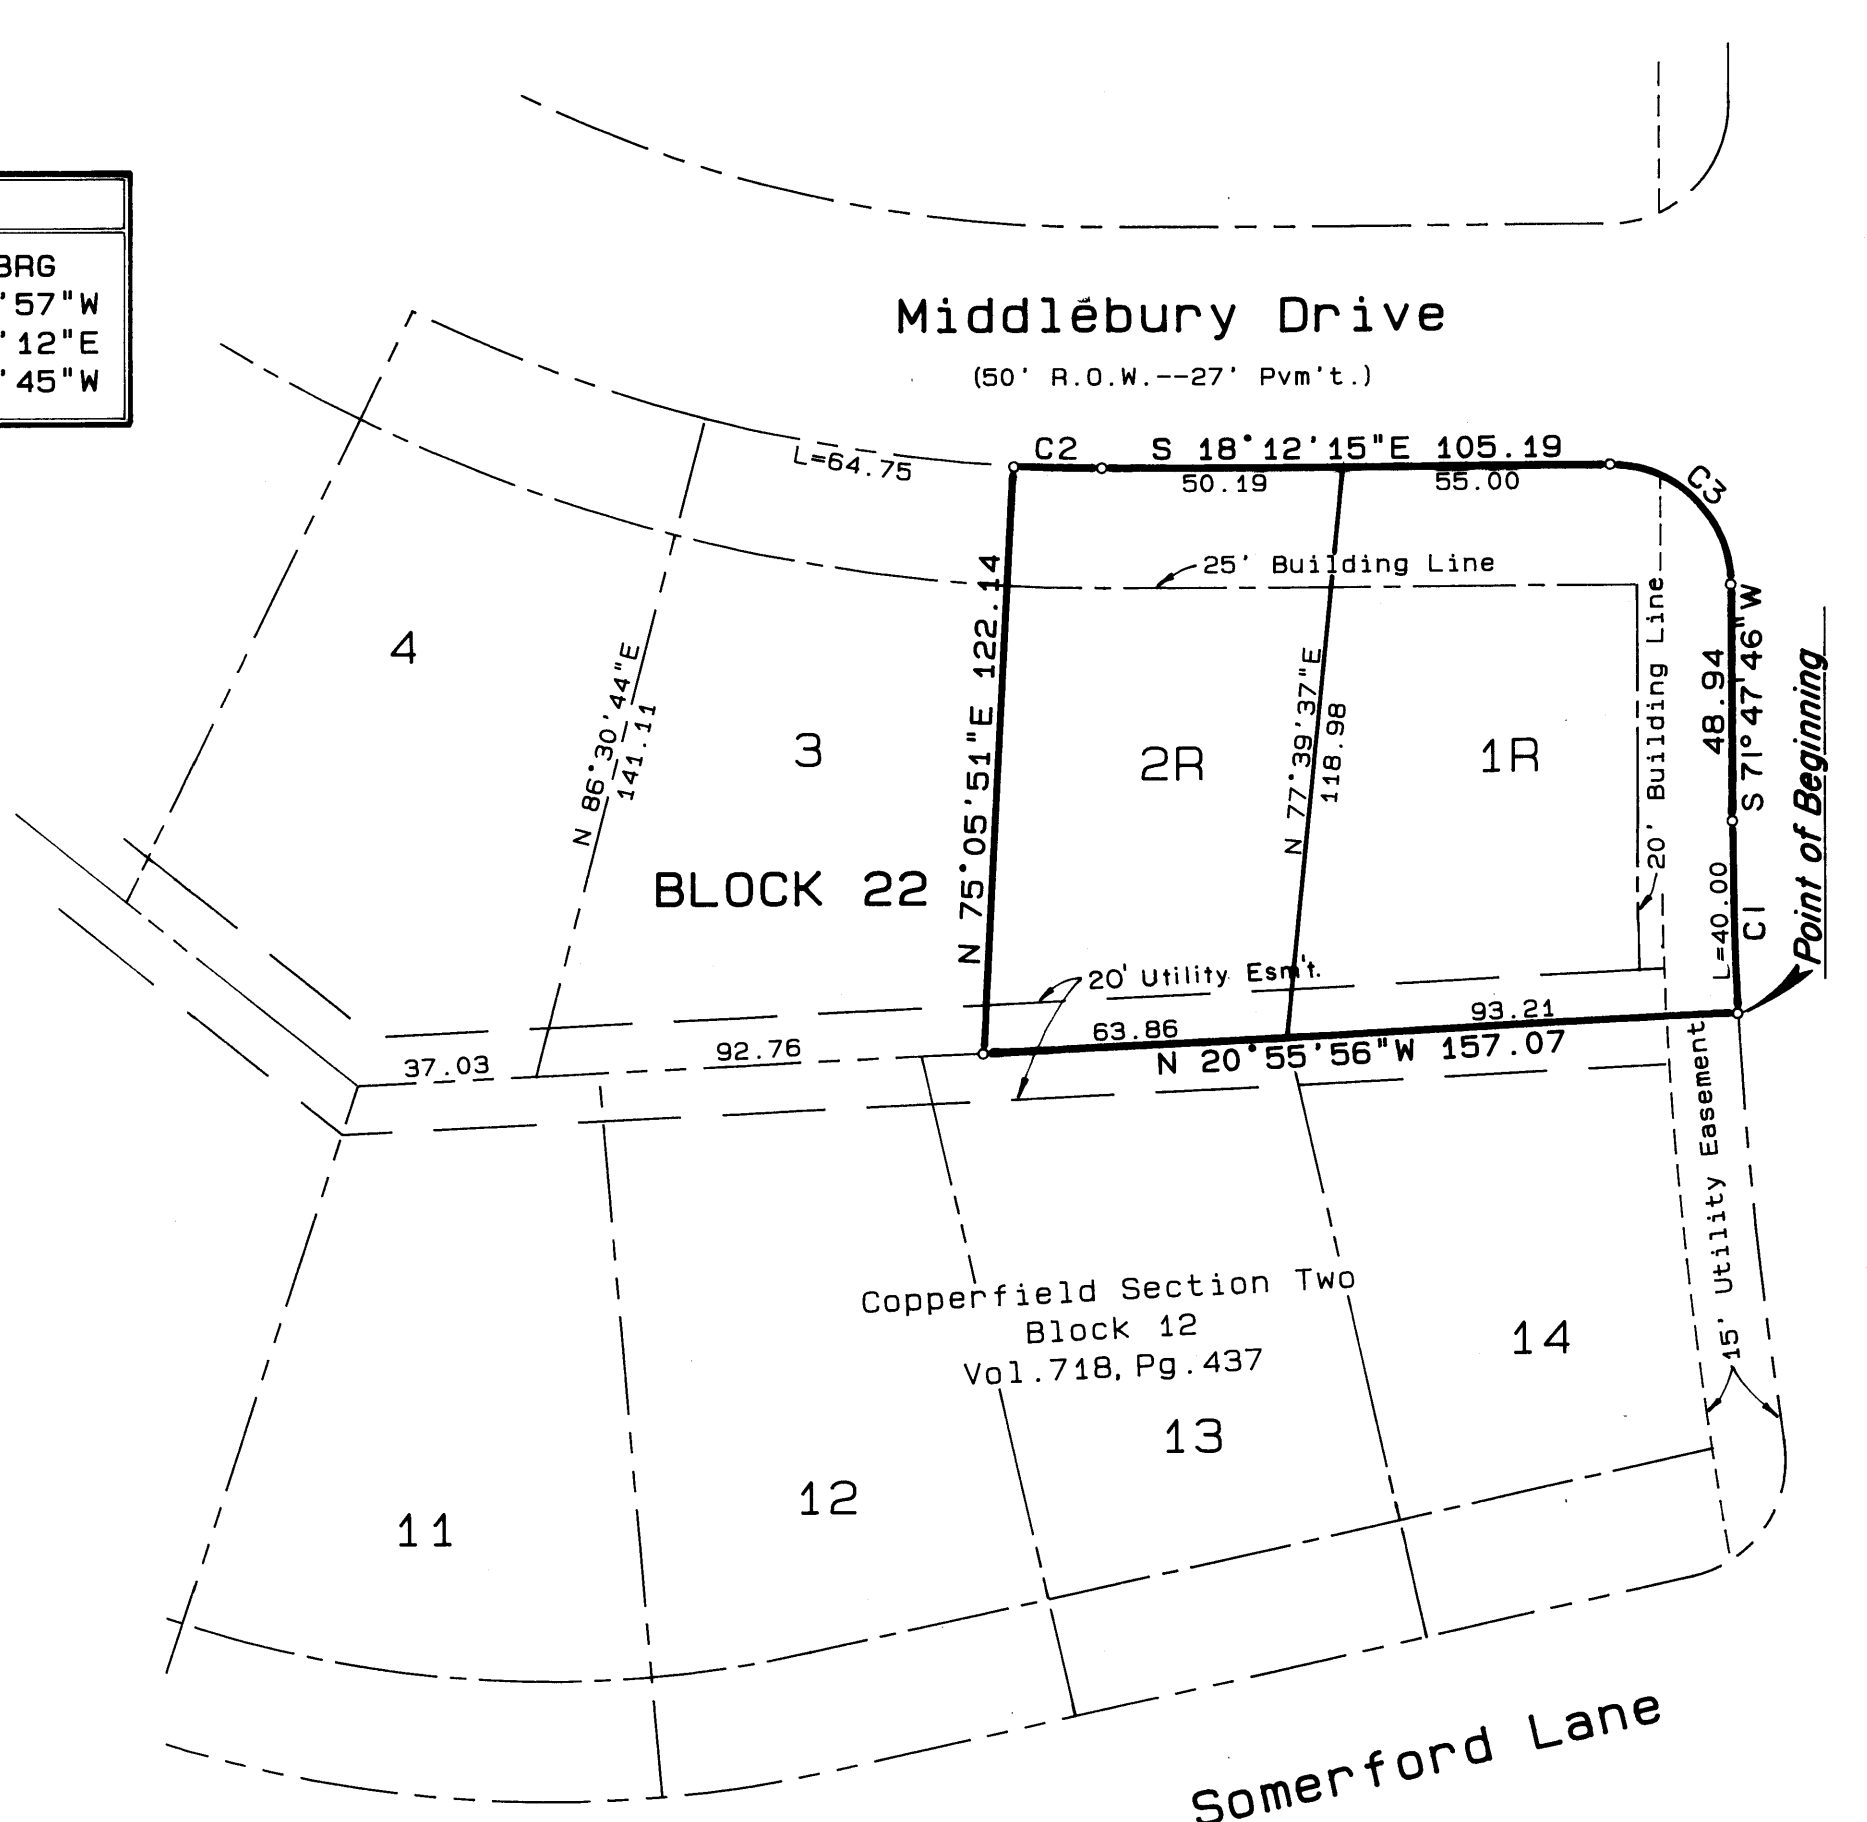 BRG
'57"W
'12"E
'45"W
Middlebury Drive
(50' R.O.W.--27' Pvm't.)
L=64.75
C2
S 18°12'15"E 105.19
50.19
55.00
C3
25' Building Line
4
N 86°30'44"E
141.11
3
N 75°05'51"E 122.14
2R
N 77°39'37"E
118.98
1R
20' Building Line
48.94
S 71°47'46"W
L=40.00
C1
Point of Beginning
BLOCK 22
20' Utility Esm't.
37.03
92.76
63.86
93.21
N 20°55'56"W 157.07
15' Utility Easement
Copperfield Section Two
Block 12
Vol.718, Pg.437
14
13
12
11
Somerford Lane